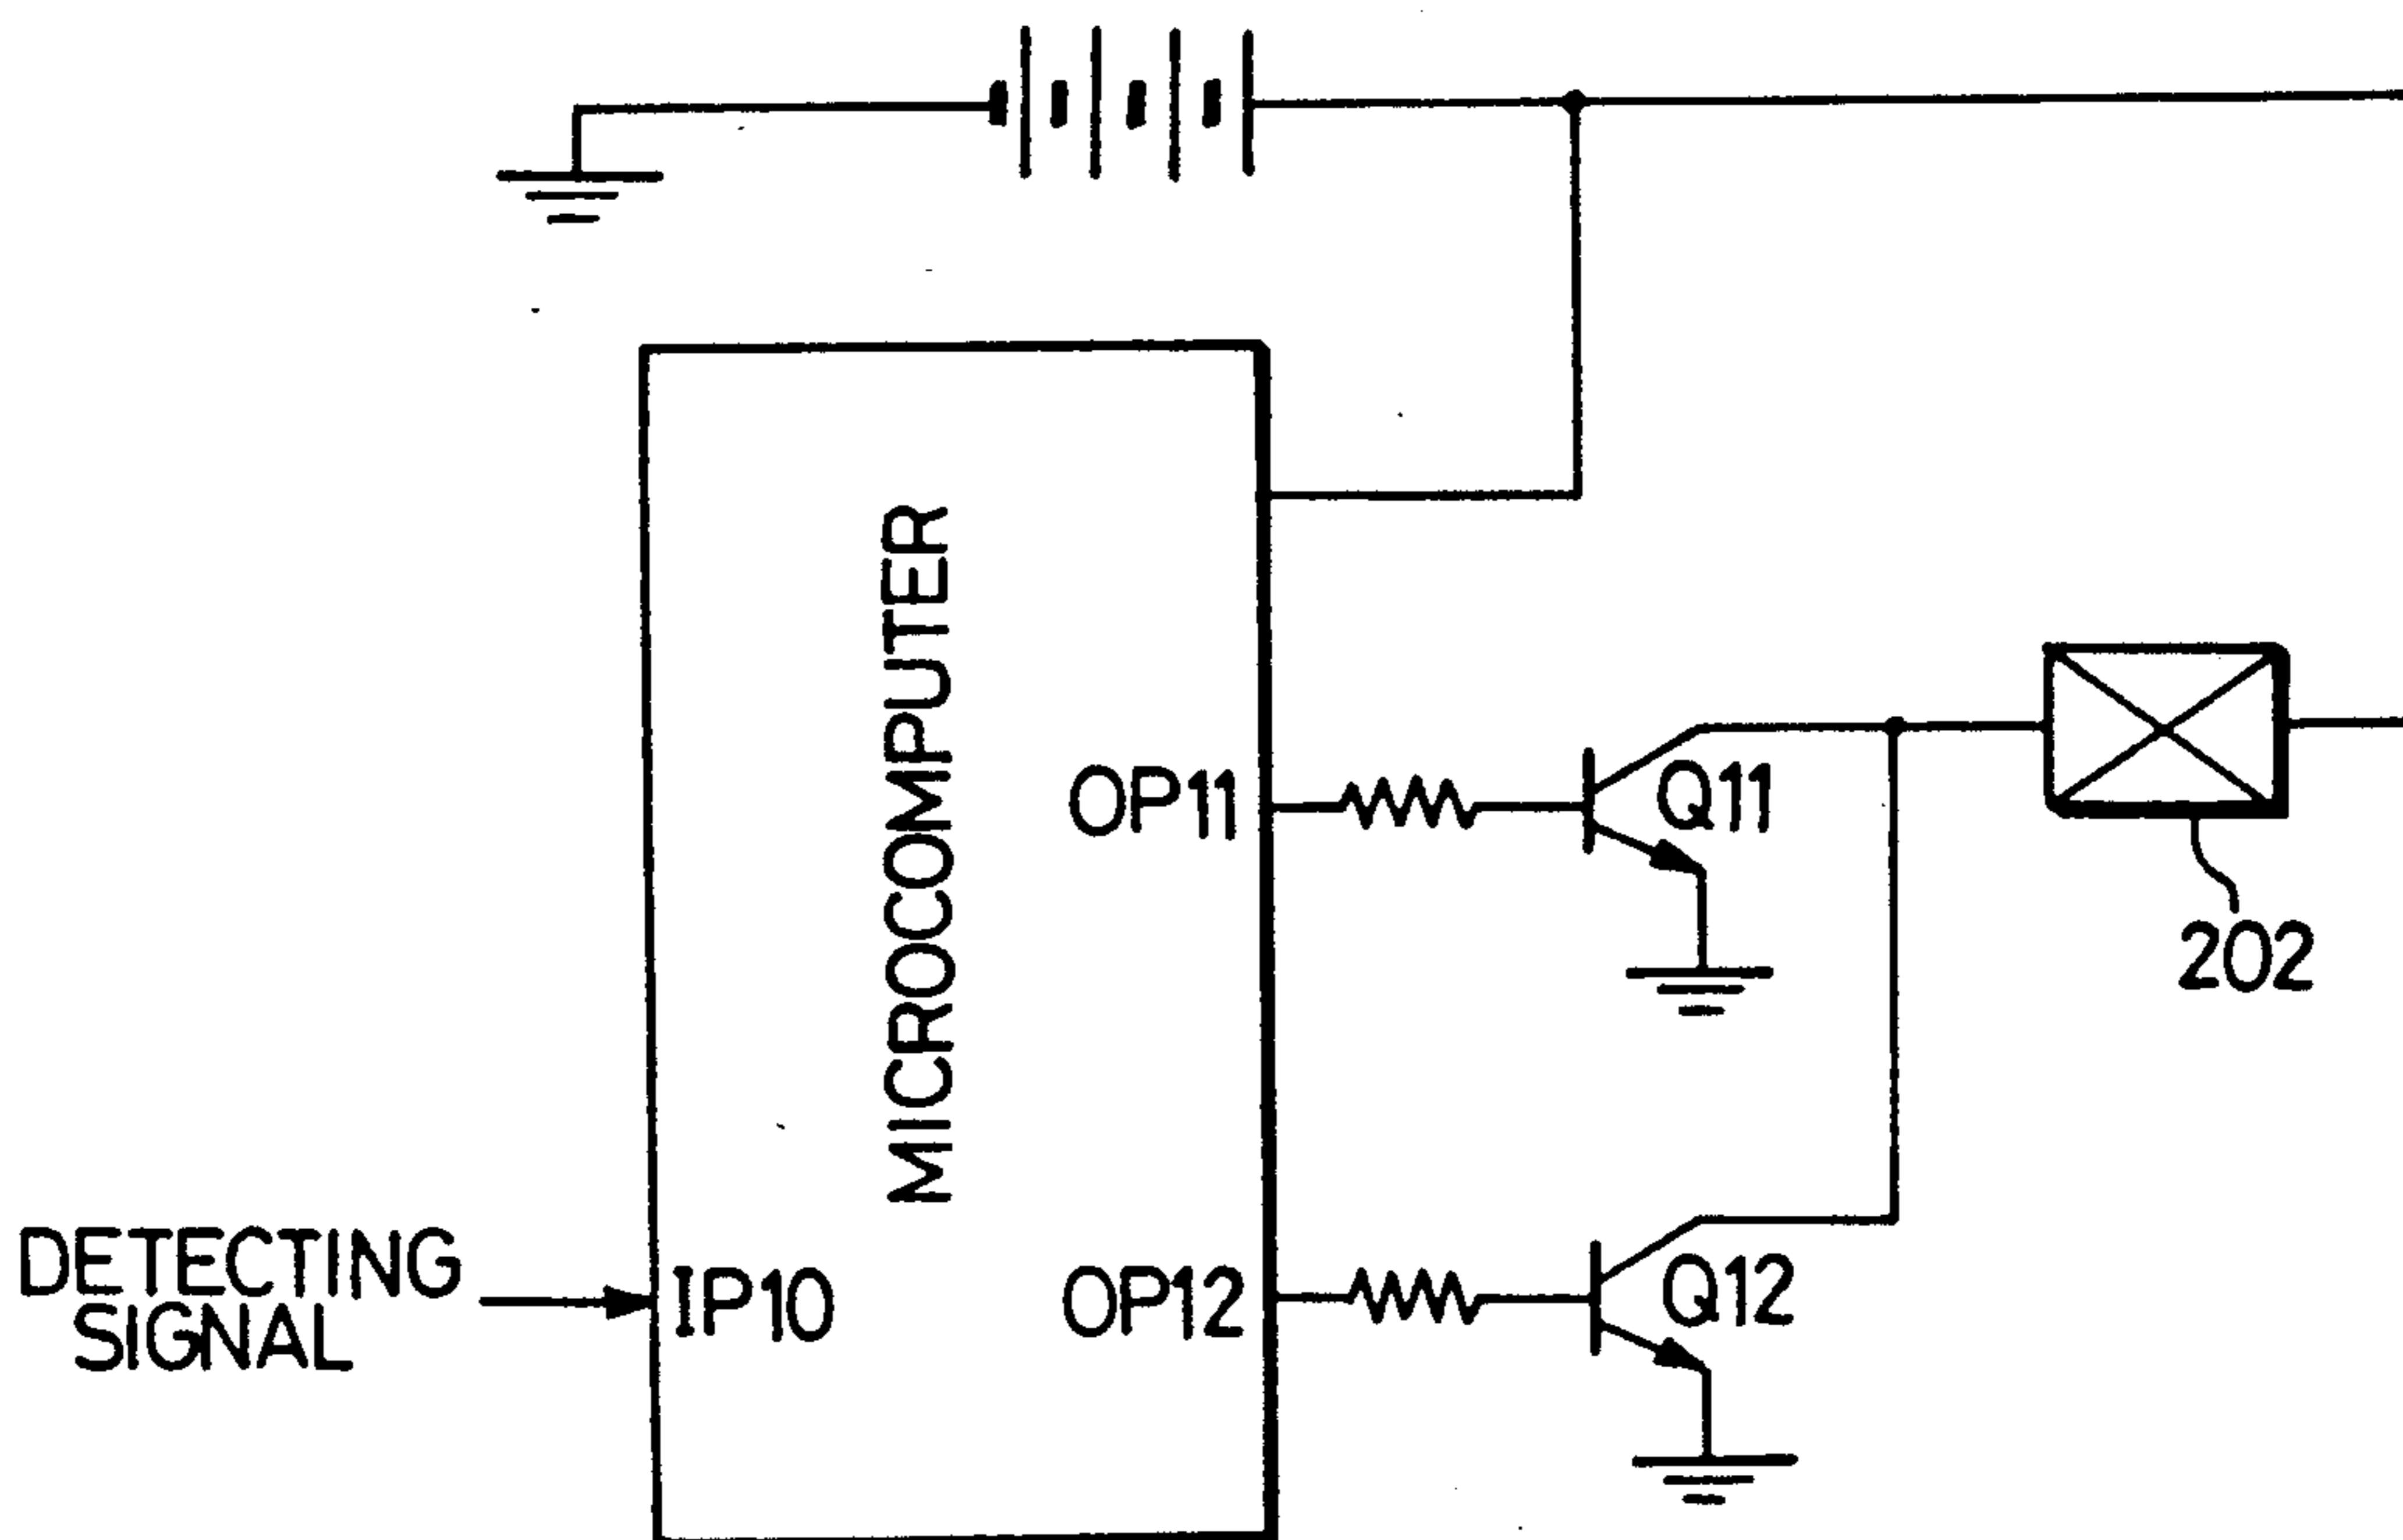 MICROCOMPUTER
OP11
Q11
202
DETECTING
SIGNAL
IP10
OP12
Q12